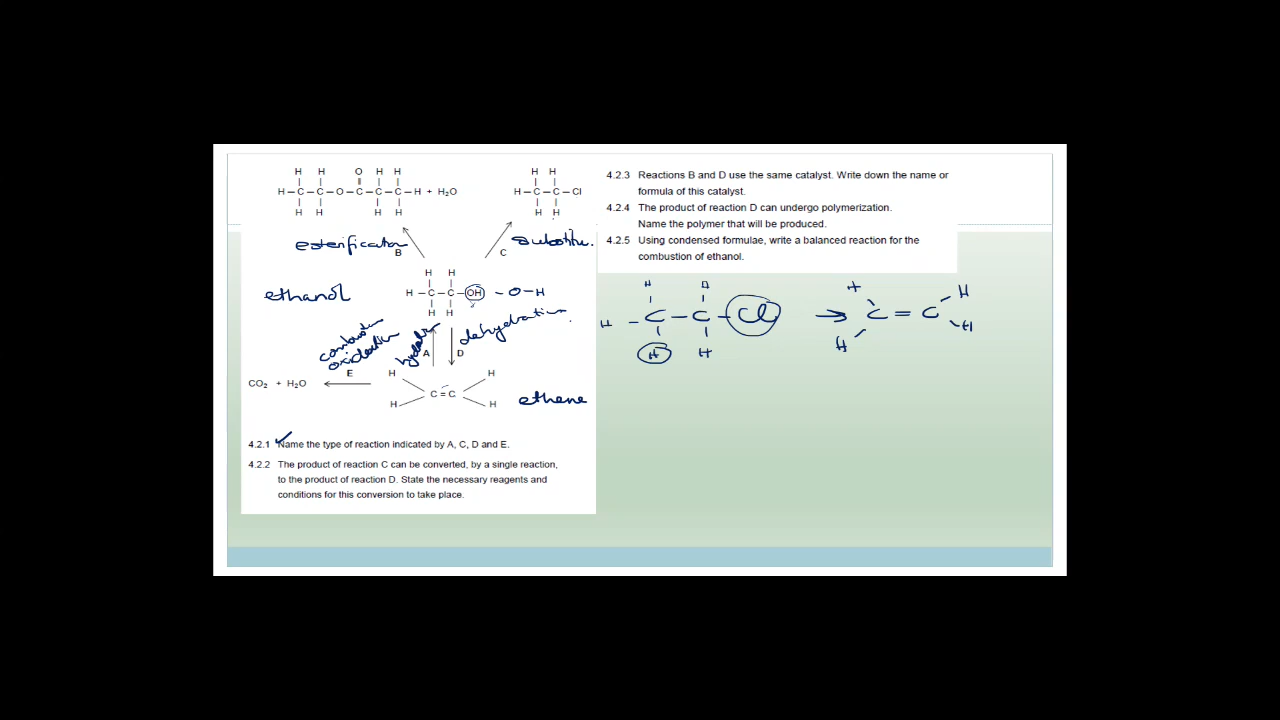 H H O H H
H – C – C – O – C – C – C – H + H₂O
H H H H
H H
H – C – C – Cl
H H
esterification
B
substitu.
C
ethanol
H H
H – C – C – OH – O – H
H H
combustion
oxidation
A
D
dehydration
E
CO₂ + H₂O
H H
C = C
H H
ethene
4.2.1 Name the type of reaction indicated by A, C, D and E.
4.2.2 The product of reaction C can be converted, by a single reaction,
to the product of reaction D. State the necessary reagents and
conditions for this conversion to take place.
4.2.3 Reactions B and D use the same catalyst. Write down the name or
formula of this catalyst.
4.2.4 The product of reaction D can undergo polymerization.
Name the polymer that will be produced.
4.2.5 Using condensed formulae, write a balanced reaction for the
combustion of ethanol.
H – C – C – Cl → C = C
H H